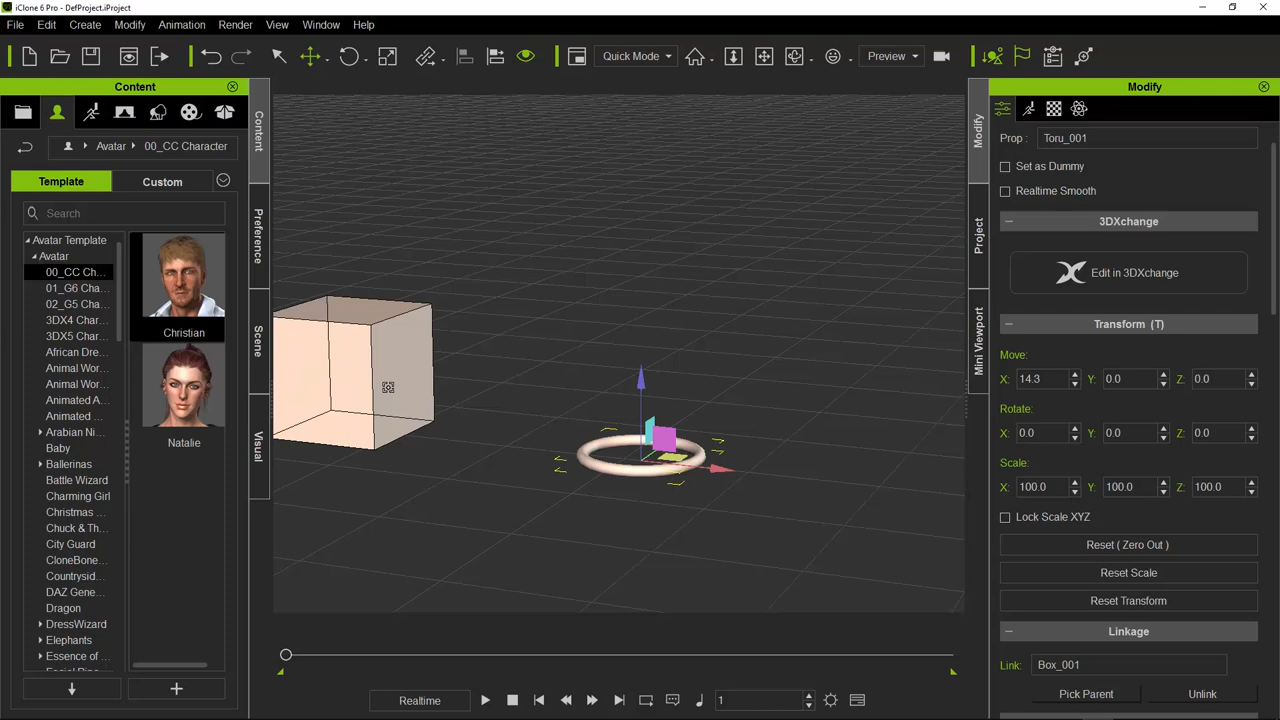 iClone 6 Pro - DefProject.iProject
File Edit Create Modify Animation Render View Window Help
Quick Mode
Preview
Content
Modify
Avatar 00_CC Character
Template Custom
Search
Avatar Template
Avatar
00_CC Ch...
01_G6 Cha...
02_G5 Cha...
3DX4 Char...
3DX5 Char...
African Dre...
Animal Wor...
Animal Wor...
Animated A...
Animated ...
Arabian Ni...
Baby
Ballerinas
Battle Wizard
Charming Girl
Christmas ...
Chuck & Th...
City Guard
CloneBone...
Countrysid...
DAZ Gene...
Dragon
DressWizard
Elephants
Essence of ...
Christian
Natalie
Content
Preference
Scene
Visual
Realtime
1
Modify
Project
Mini Viewport
Prop : Toru_001
Set as Dummy
Realtime Smooth
3DXchange
Edit in 3DXchange
Transform (T)
Move:
X: 14.3 Y: 0.0 Z: 0.0
Rotate:
X: 0.0 Y: 0.0 Z: 0.0
Scale:
X: 100.0 Y: 100.0 Z: 100.0
Lock Scale XYZ
Reset ( Zero Out )
Reset Scale
Reset Transform
Linkage
Link: Box_001
Pick Parent Unlink